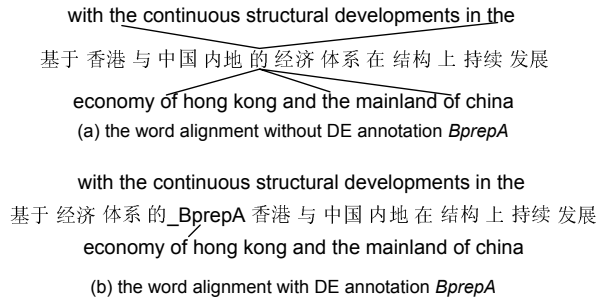 with the continuous structural developments in the
基于 香港 与 中国 内地 的 经济 体系 在 结构 上 持续 发展
economy of hong kong and the mainland of china
(a) the word alignment without DE annotation BprepA
with the continuous structural developments in the
基于 经济 体系 的_BprepA 香港 与 中国 内地 在 结构 上 持续 发展
economy of hong kong and the mainland of china
(b) the word alignment with DE annotation BprepA